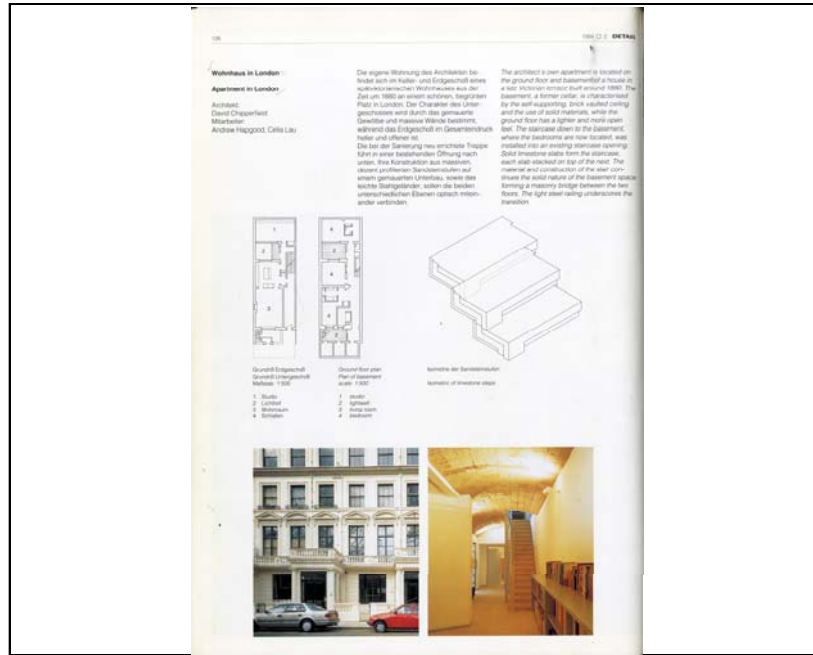 136
1994 □ 2 DETAIL
Wohnhaus in London
Apartment in London
Architekt:
David Chipperfield
Mitarbeiter:
Andrew Hapgood, Celia Lau
Die eigene Wohnung des Architekten be-
findet sich im Keller- und Erdgeschoß eines
spätviktorianischen Wohnhauses aus der
Zeit um 1880 an einem schönen, begrünten
Platz in London. Der Charakter des Unter-
geschosses wird durch das gemauerte
Gewölbe und massive Wände bestimmt,
während das Erdgeschoß im Gesamteindruck
heller und offener ist.
Die bei der Sanierung neu errichtete Treppe
führt in einer bestehenden Öffnung nach
unten. Ihre Konstruktion aus massiven,
dezent profilierten Sandsteinstufen auf
einem gemauerten Unterbau, sowie das
leichte Stahlgeländer, sollen die beiden
unterschiedlichen Ebenen optisch mitein-
ander verbinden.
The architect's own apartment is located on
the ground floor and basement of a house in
a late Victorian terrace built around 1880. The
basement, a former cellar, is characterised
by the self-supporting, brick vaulted ceiling
and the use of solid materials, while the
ground floor has a lighter and more open
feel. The staircase down to the basement,
where the bedrooms are now located, was
installed into an existing staircase opening.
Solid limestone slabs form the staircase,
each slab stacked on top of the next. The
material and construction of the stair con-
tinues the solid nature of the basement space
forming a masonry bridge between the two
floors. The light steel railing underscores the
transition.
1
2
3
4
2
4
4
2
Grundriß Erdgeschoß
Grundriß Untergeschoß
Maßstab 1:500
1 Studio
2 Lichthof
3 Wohnraum
4 Schlafen
Ground floor plan
Plan of basement
scale 1:500
1 studio
2 lightwell
3 living room
4 bedroom
Isometrie der Sandsteinstufen
Isometric of limestone steps